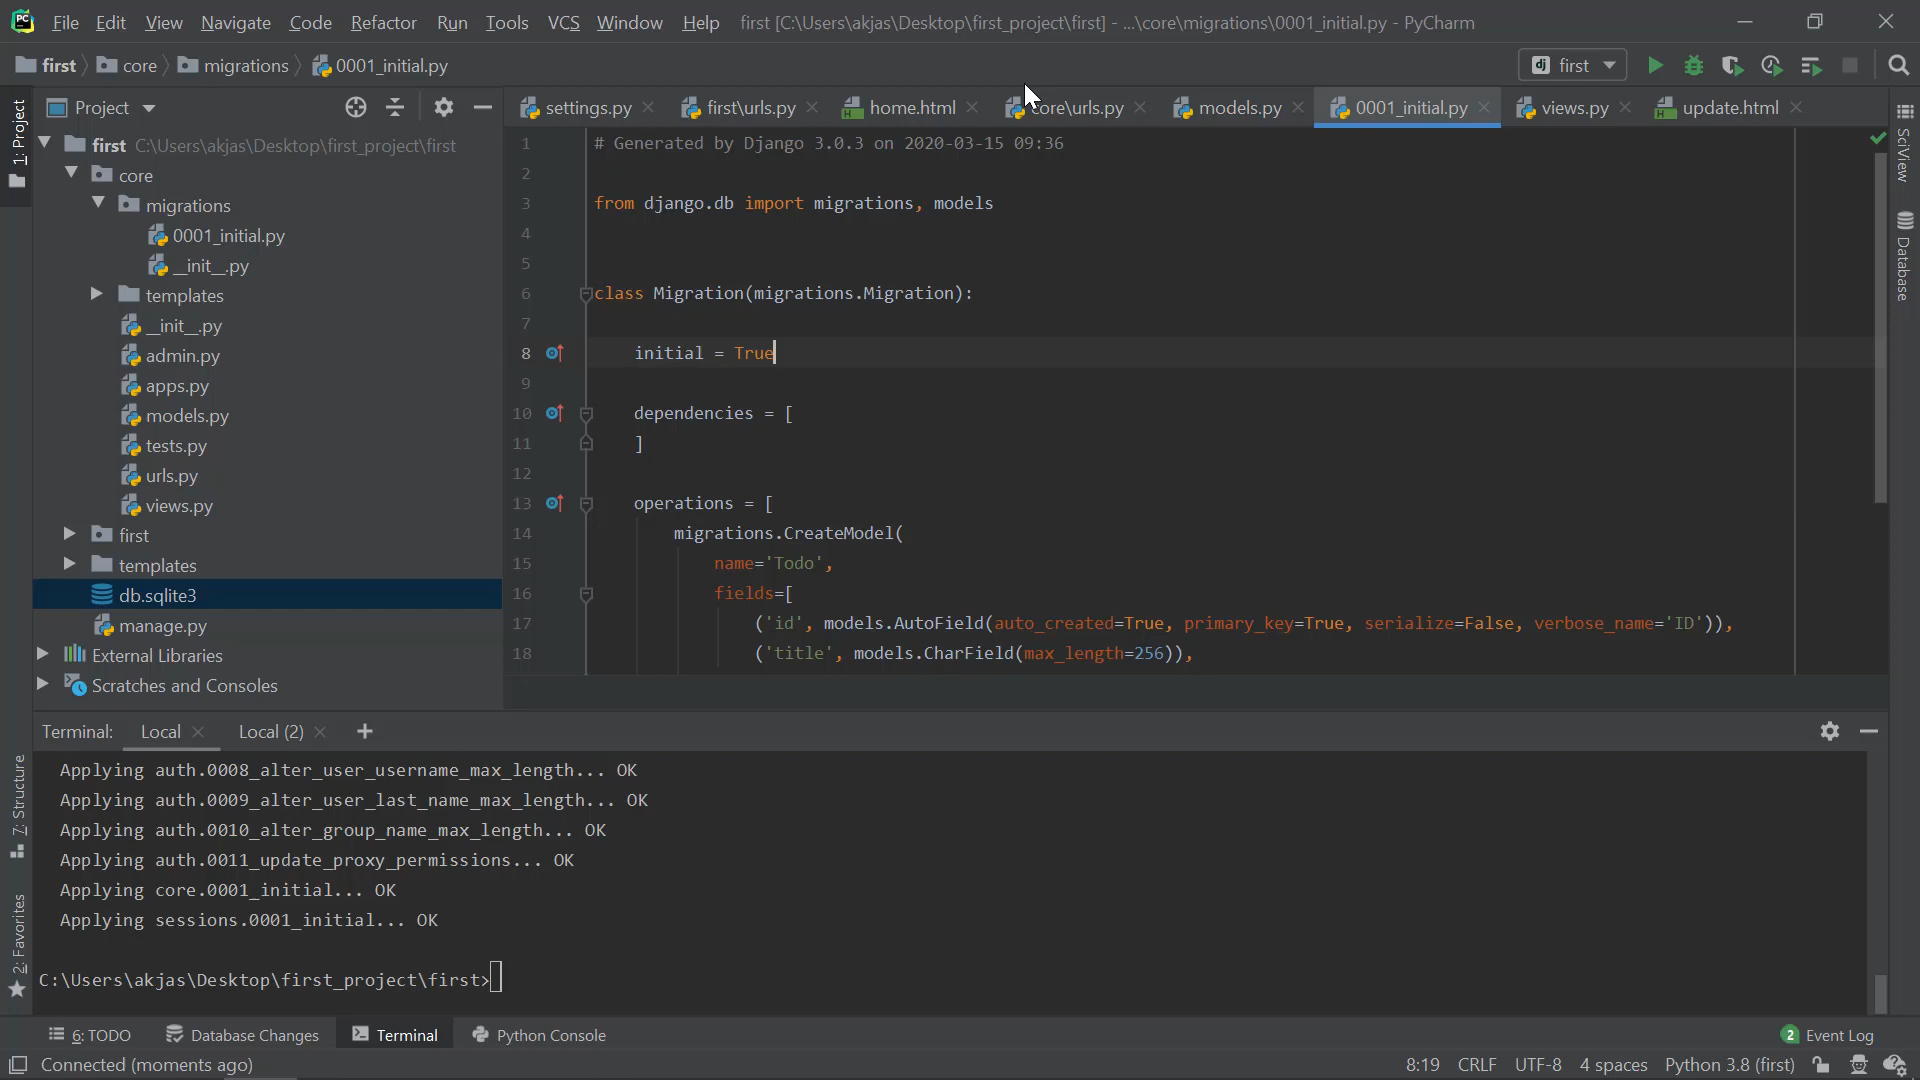 File Edit View Navigate Code Refactor Run Tools VCS Window Help first [C:\Users\akjas\Desktop\first_project\first] - ...\core\migrations\0001_initial.py - PyCharm
first core migrations 0001_initial.py first
1: Project
Project
settings.py first\urls.py home.html core\urls.py models.py 0001_initial.py views.py update.html
first C:\Users\akjas\Desktop\first_project\first
core
migrations
0001_initial.py
__init__.py
templates
__init__.py
admin.py
apps.py
models.py
tests.py
urls.py
views.py
first
templates
db.sqlite3
manage.py
External Libraries
Scratches and Consoles
1 # Generated by Django 3.0.3 on 2020-03-15 09:36
2
3 from django.db import migrations, models
4
5
6 class Migration(migrations.Migration):
7
8 initial = True
9
10 dependencies = [
11 ]
12
13 operations = [
14 migrations.CreateModel(
15 name='Todo',
16 fields=[
17 ('id', models.AutoField(auto_created=True, primary_key=True, serialize=False, verbose_name='ID')),
18 ('title', models.CharField(max_length=256)),
SciView
Database
Terminal: Local Local (2) +
Applying auth.0008_alter_user_username_max_length... OK
Applying auth.0009_alter_user_last_name_max_length... OK
Applying auth.0010_alter_group_name_max_length... OK
Applying auth.0011_update_proxy_permissions... OK
Applying core.0001_initial... OK
Applying sessions.0001_initial... OK
C:\Users\akjas\Desktop\first_project\first>
7: Structure
2: Favorites
6: TODO Database Changes Terminal Python Console 2 Event Log
Connected (moments ago) 8:19 CRLF UTF-8 4 spaces Python 3.8 (first)